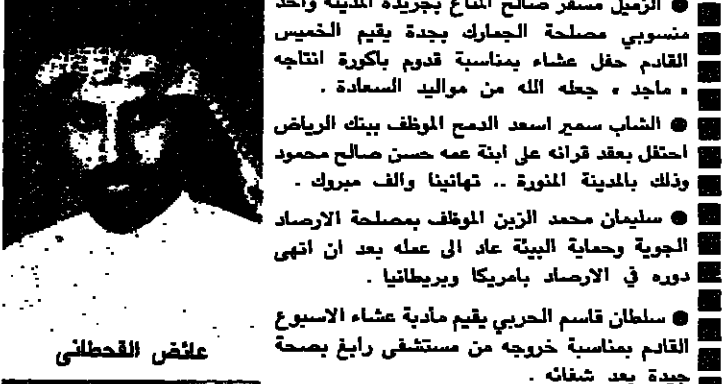 ● الزميل مسفر صالح المناع بجريدة المدينة واحد
منسوبي مصلحة الجمارك بجدة يقيم الخميس
القادم حفل عشاء بمناسبة قدوم باكورة انتاجه
« ماجد » جعله الله من مواليد السعادة .
● الشاب سمير اسعد الدمح الموظف ببنك الرياض
احتفل بعقد قرانه على ابنة عمه حسن صالح محمود
وذلك بالمدينة المنورة .. تهانينا والف مبروك .
● سليمان محمد الزبن الموظف بمصلحة الارصاد
الجوية وحماية البيئة عاد الى عمله بعد ان انهى
دوره في الارصاد بامريكا وبريطانيا .
● سلطان قاسم الحربي يقيم مأدبة عشاء الاسبوع
القادم بمناسبة خروجه من مستشفى رابغ بصحة
جيدة بعد شفائه .
عائض القحطانى